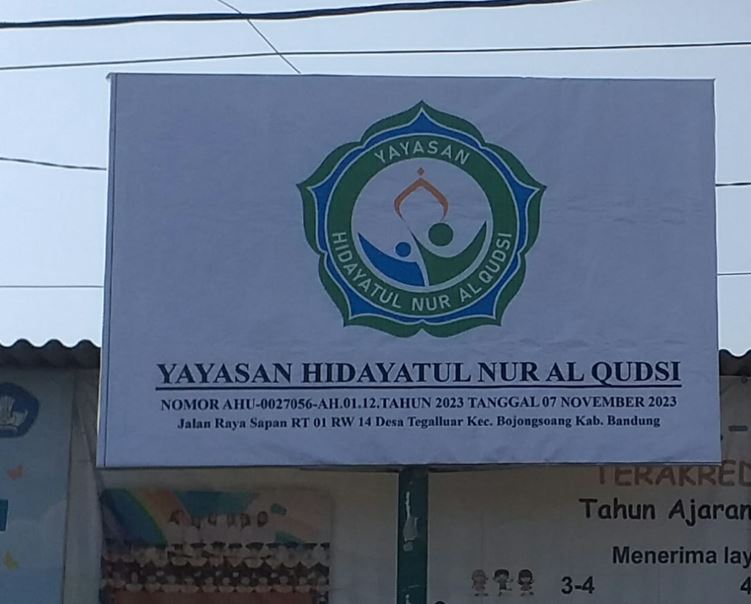 YAYASAN
HIDAYATUL NUR AL QUDSI
YAYASAN HIDAYATUL NUR AL QUDSI
NOMOR AHU-0027056-AH.01.12.TAHUN 2023 TANGGAL 07 NOVEMBER 2023
Jalan Raya Sapan RT 01 RW 14 Desa Tegalluar Kec. Bojongsoang Kab. Bandung
Tahun Ajaran
Menerima
3-4